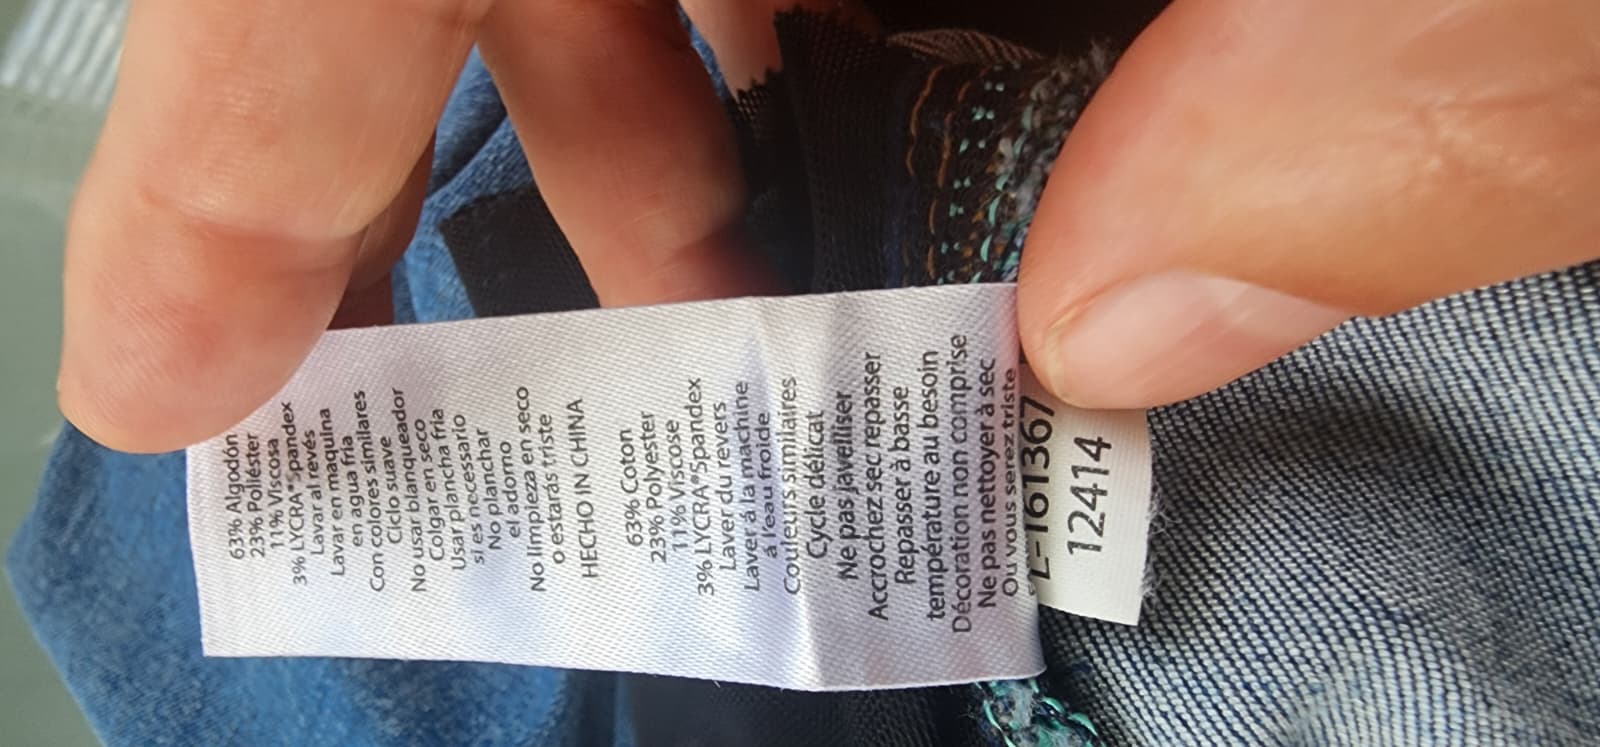 63% Algodón
23% Poliéster
11% Viscosa
3% LYCRA® Spandex
Lavar al revés
Lavar en maquina
en agua fria
Con colores similares
Ciclo suave
No usar blanqueador
Colgar en seco
Usar plancha fria
si es necessario
No planchar
el adorno
No limpieza en seco
o estarás triste
HECHO IN CHINA
63% Coton
23% Polyester
11% Viscose
3% LYCRA® Spandex
Laver du revers
Laver á la machine
á l'eau froide
Couleurs similaires
Cycle délicat
Ne pas javelliser
Accrochez sec repasser
Repasser à basse
température au besoin
Décoration non comprise
Ne pas nettoyer à sec
Ou vous serez triste
L-161367
12414